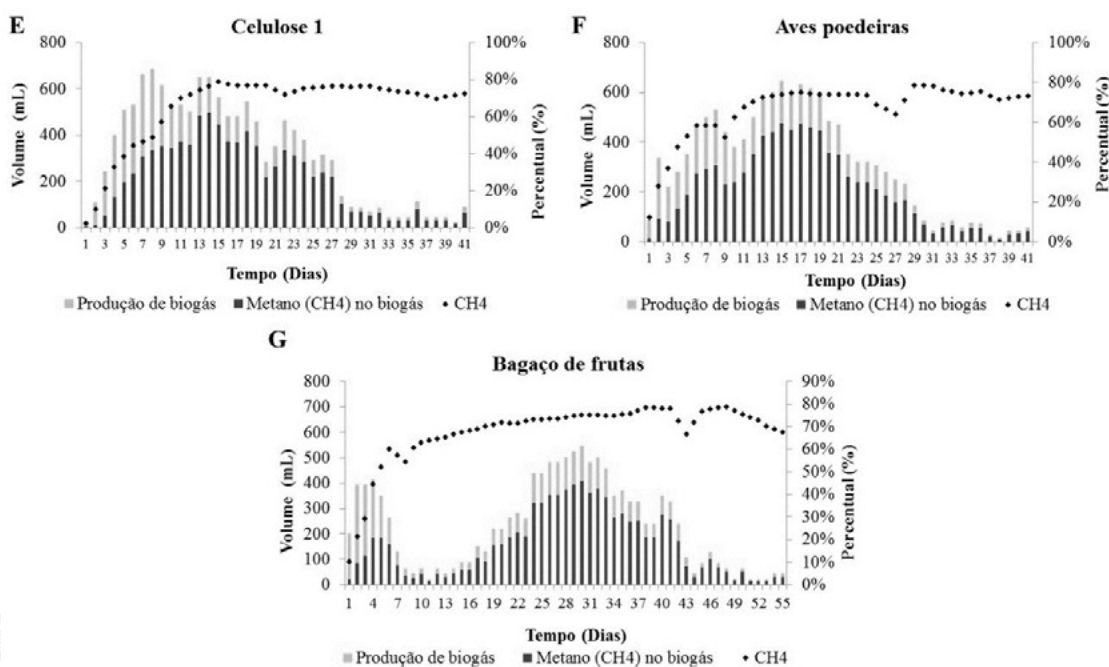 E
Celulose 1
800
600
400
200
0
100%
80%
60%
40%
20%
0%
Volume (mL)
Percentual (%)
1 3 5 7 9 11 13 15 17 19 21 23 25 27 29 31 33 35 37 39 41
Tempo (Dias)
Produção de biogás Metano (CH4) no biogás CH4
F
Aves poedeiras
800
600
400
200
0
100%
80%
60%
40%
20%
0%
Volume (mL)
Percentual (%)
1 3 5 7 9 11 13 15 17 19 21 23 25 27 29 31 33 35 37 39 41
Tempo (Dias)
Produção de biogás Metano (CH4) no biogás CH4
G
Bagaço de frutas
800
700
600
500
400
300
200
100
0
90%
80%
70%
60%
50%
40%
30%
20%
10%
0%
Volume (mL)
Percentual (%)
1 4 7 10 13 16 19 22 25 28 31 34 37 40 43 46 49 52 55
Tempo (Dias)
Produção de biogás Metano (CH4) no biogás CH4